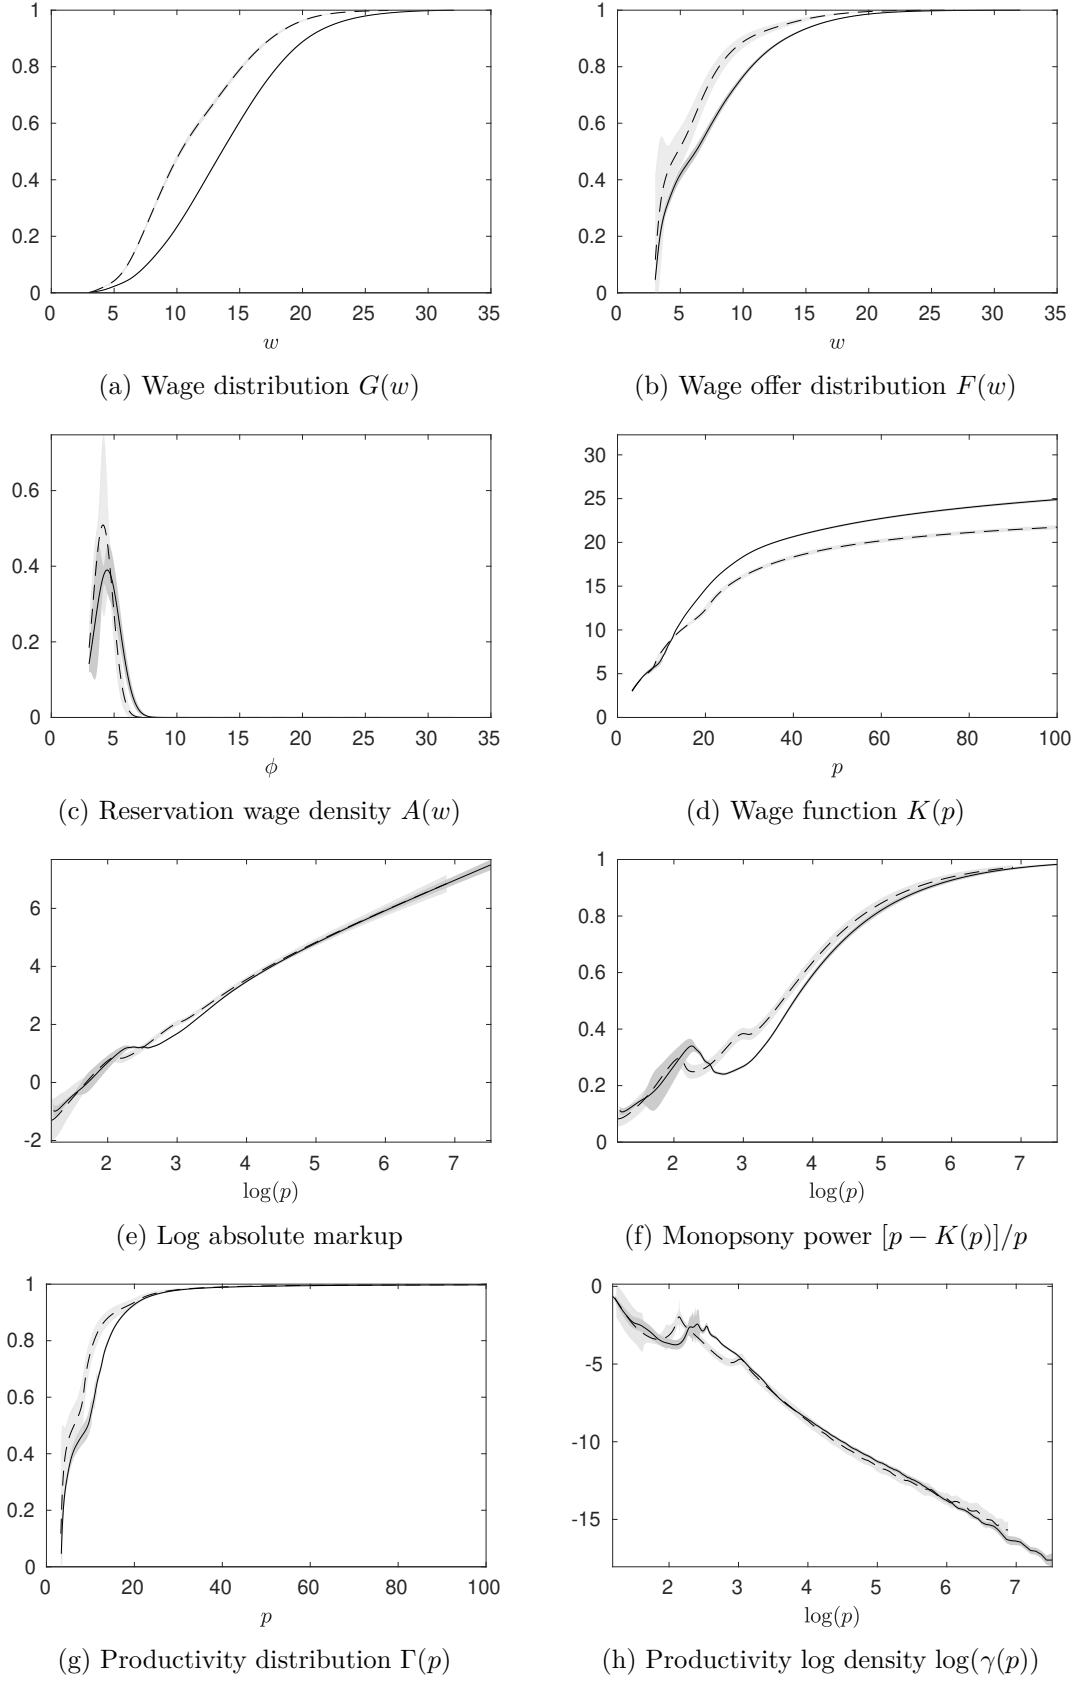 1
0.8
0.6
0.4
0.2
0
0 5 10 15 20 25 30 35
w
(a) Wage distribution G(w)
1
0.8
0.6
0.4
0.2
0
0 5 10 15 20 25 30 35
w
(b) Wage offer distribution F(w)
0.6
0.4
0.2
0
0 5 10 15 20 25 30 35
ϕ
(c) Reservation wage density A(w)
30
25
20
15
10
5
0
0 20 40 60 80 100
p
(d) Wage function K(p)
6
4
2
0
-2
2 3 4 5 6 7
log(p)
(e) Log absolute markup
1
0.8
0.6
0.4
0.2
0
2 3 4 5 6 7
log(p)
(f) Monopsony power [p − K(p)]/p
1
0.8
0.6
0.4
0.2
0
0 20 40 60 80 100
p
(g) Productivity distribution Γ(p)
0
-5
-10
-15
2 3 4 5 6 7
log(p)
(h) Productivity log density log(γ(p))